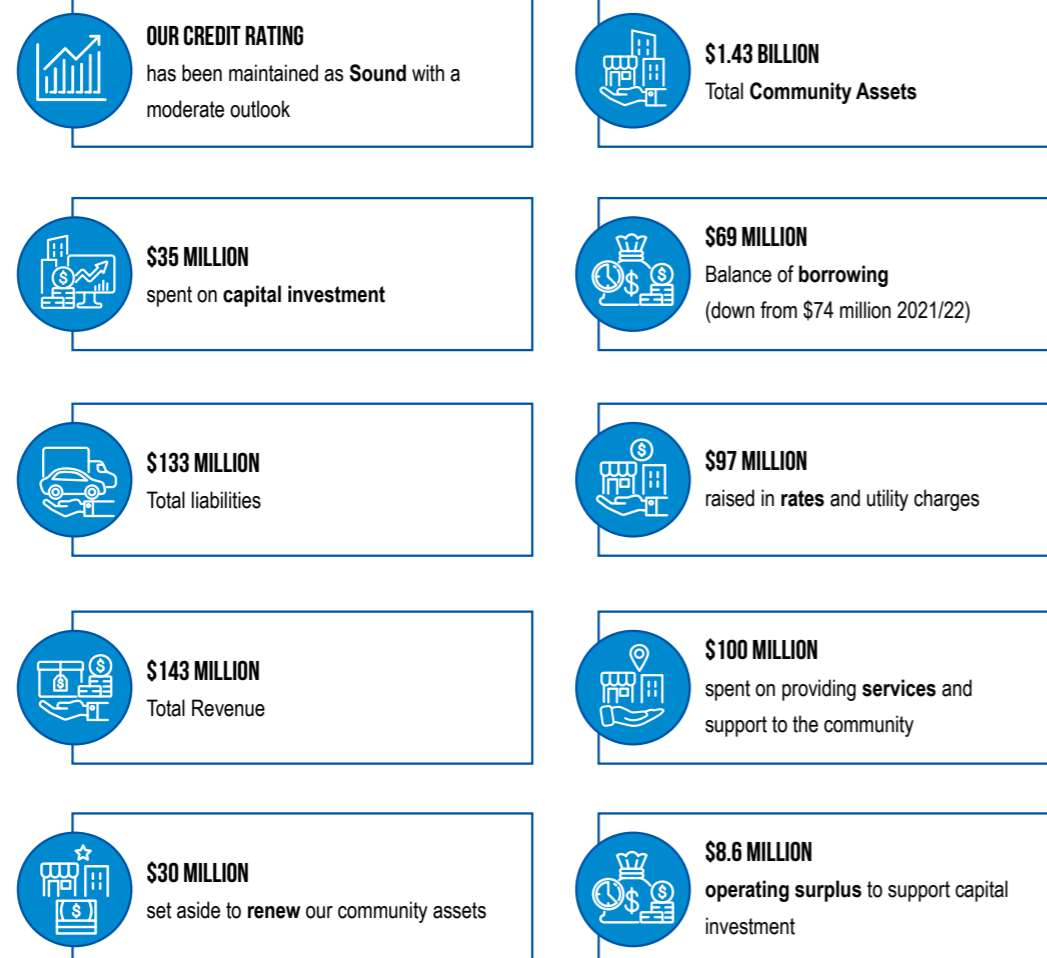 OUR CREDIT RATING
has been maintained as Sound with a
moderate outlook
$1.43 BILLION
Total Community Assets
$35 MILLION
spent on capital investment
$69 MILLION
Balance of borrowing
(down from $74 million 2021/22)
$133 MILLION
Total liabilities
$97 MILLION
raised in rates and utility charges
$143 MILLION
Total Revenue
$100 MILLION
spent on providing services and
support to the community
$30 MILLION
set aside to renew our community assets
$8.6 MILLION
operating surplus to support capital
investment